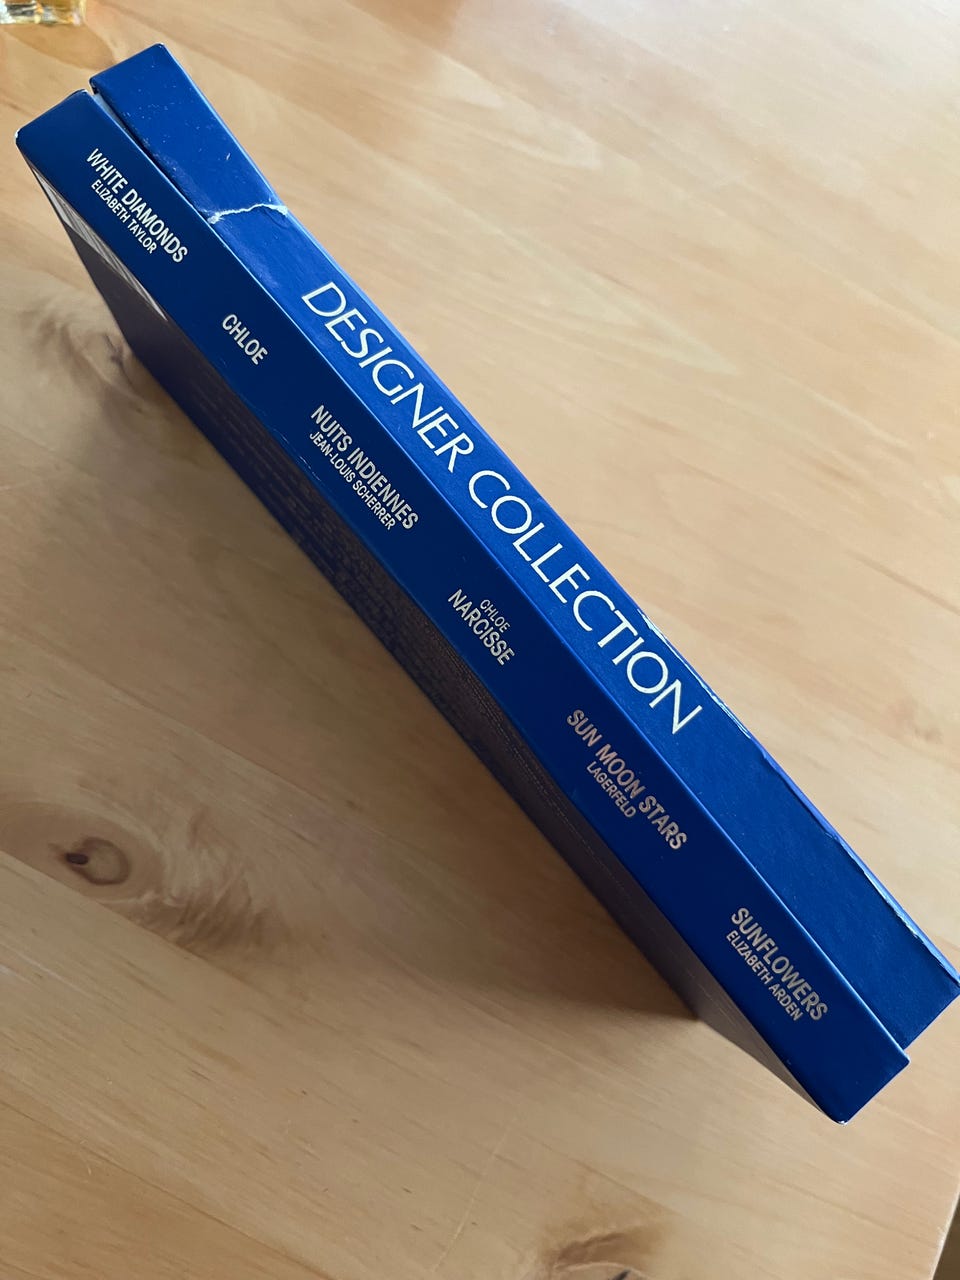 DESIGNER COLLECTION
WHITE DIAMONDS
ELIZABETH TAYLOR
CHLOE
NUITS INDIENNES
JEAN-LOUIS SCHERRER
CHLOE
NARCISSE
SUN MOON STARS
LAGERFELD
SUNFLOWERS
ELIZABETH ARDEN